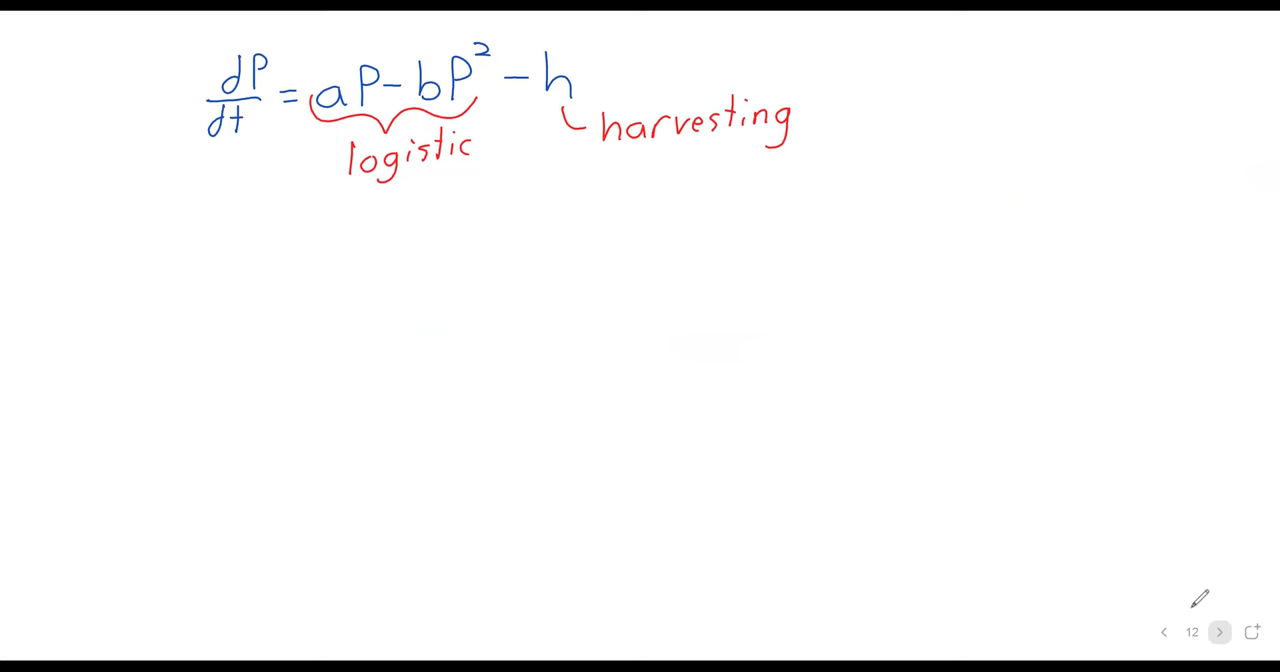 dP/dt = aP - bP² - h
logistic
harvesting
12